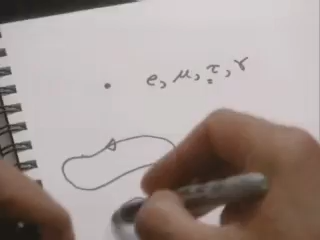 e, μ, τ, γ